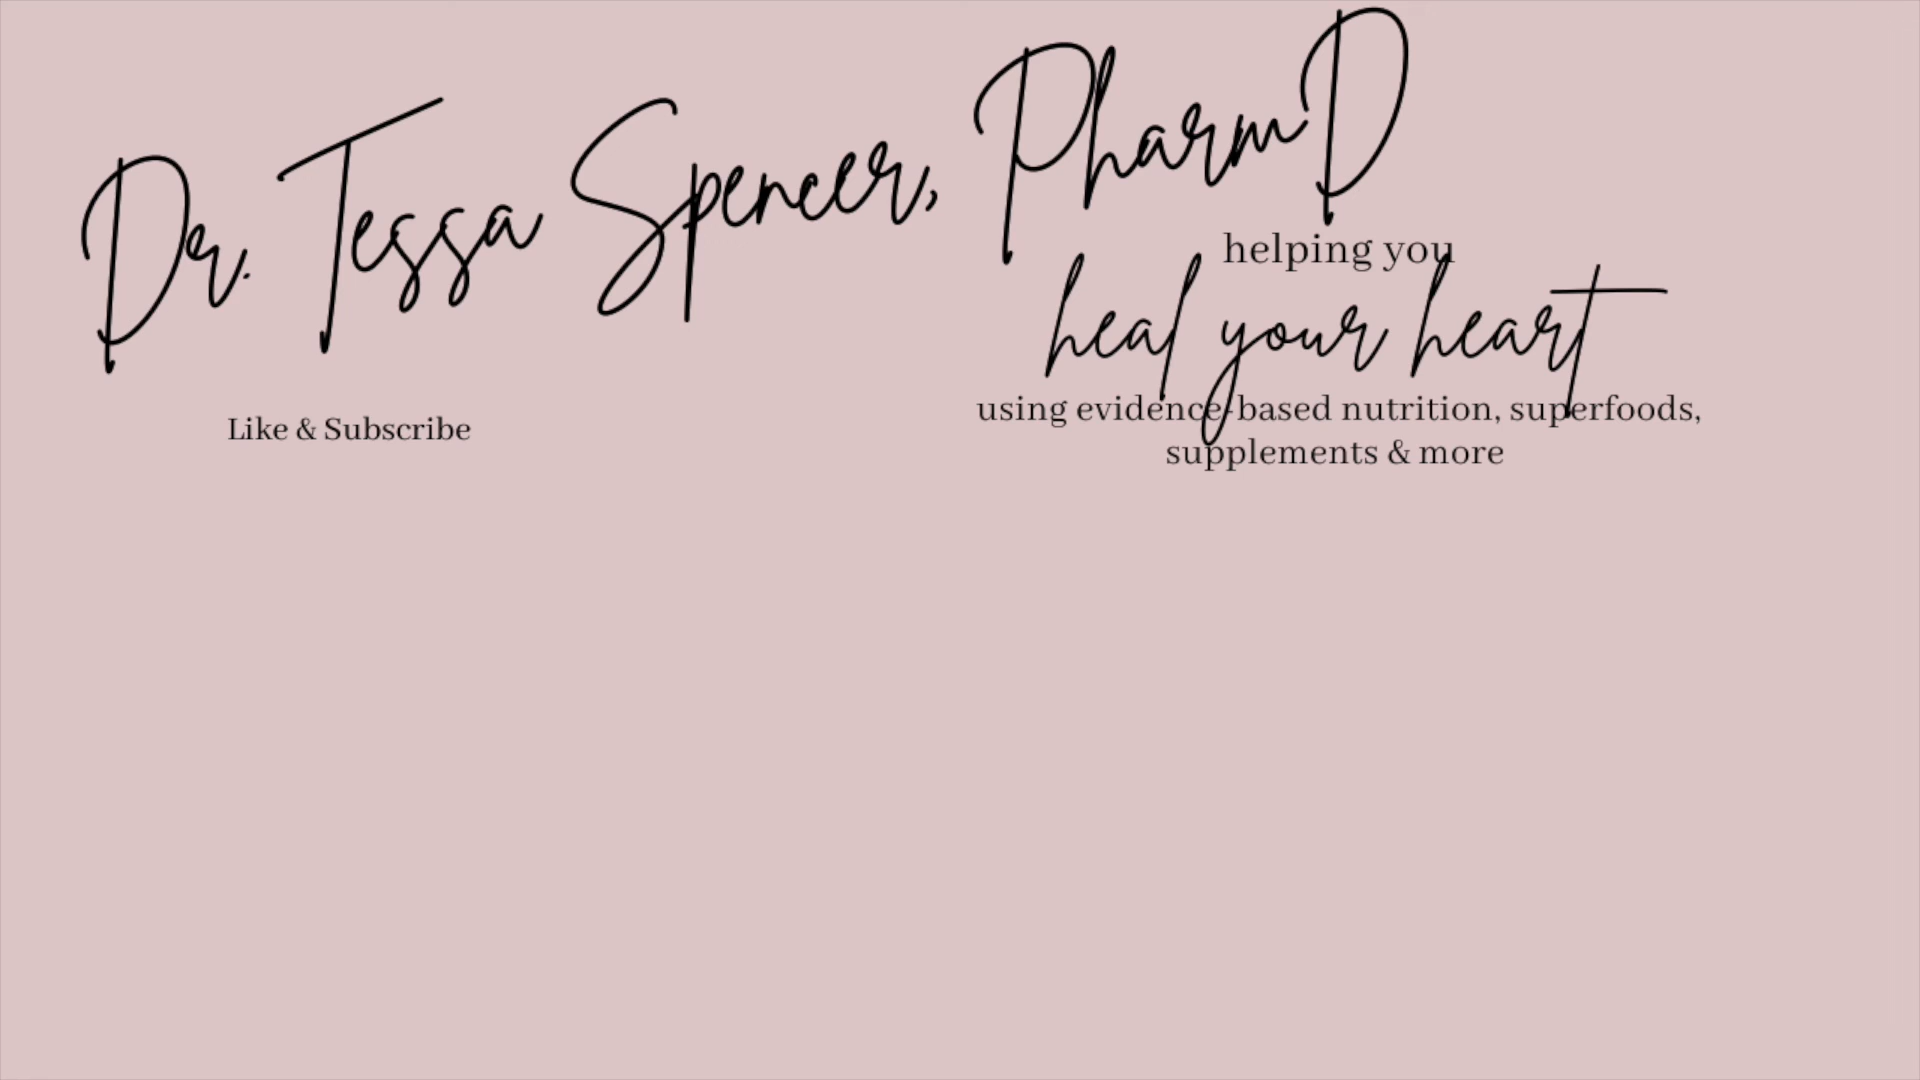 Dr. Tessa Spencer, PharmD
helping you
heal your heart
using evidence-based nutrition, superfoods,
supplements & more
Like & Subscribe